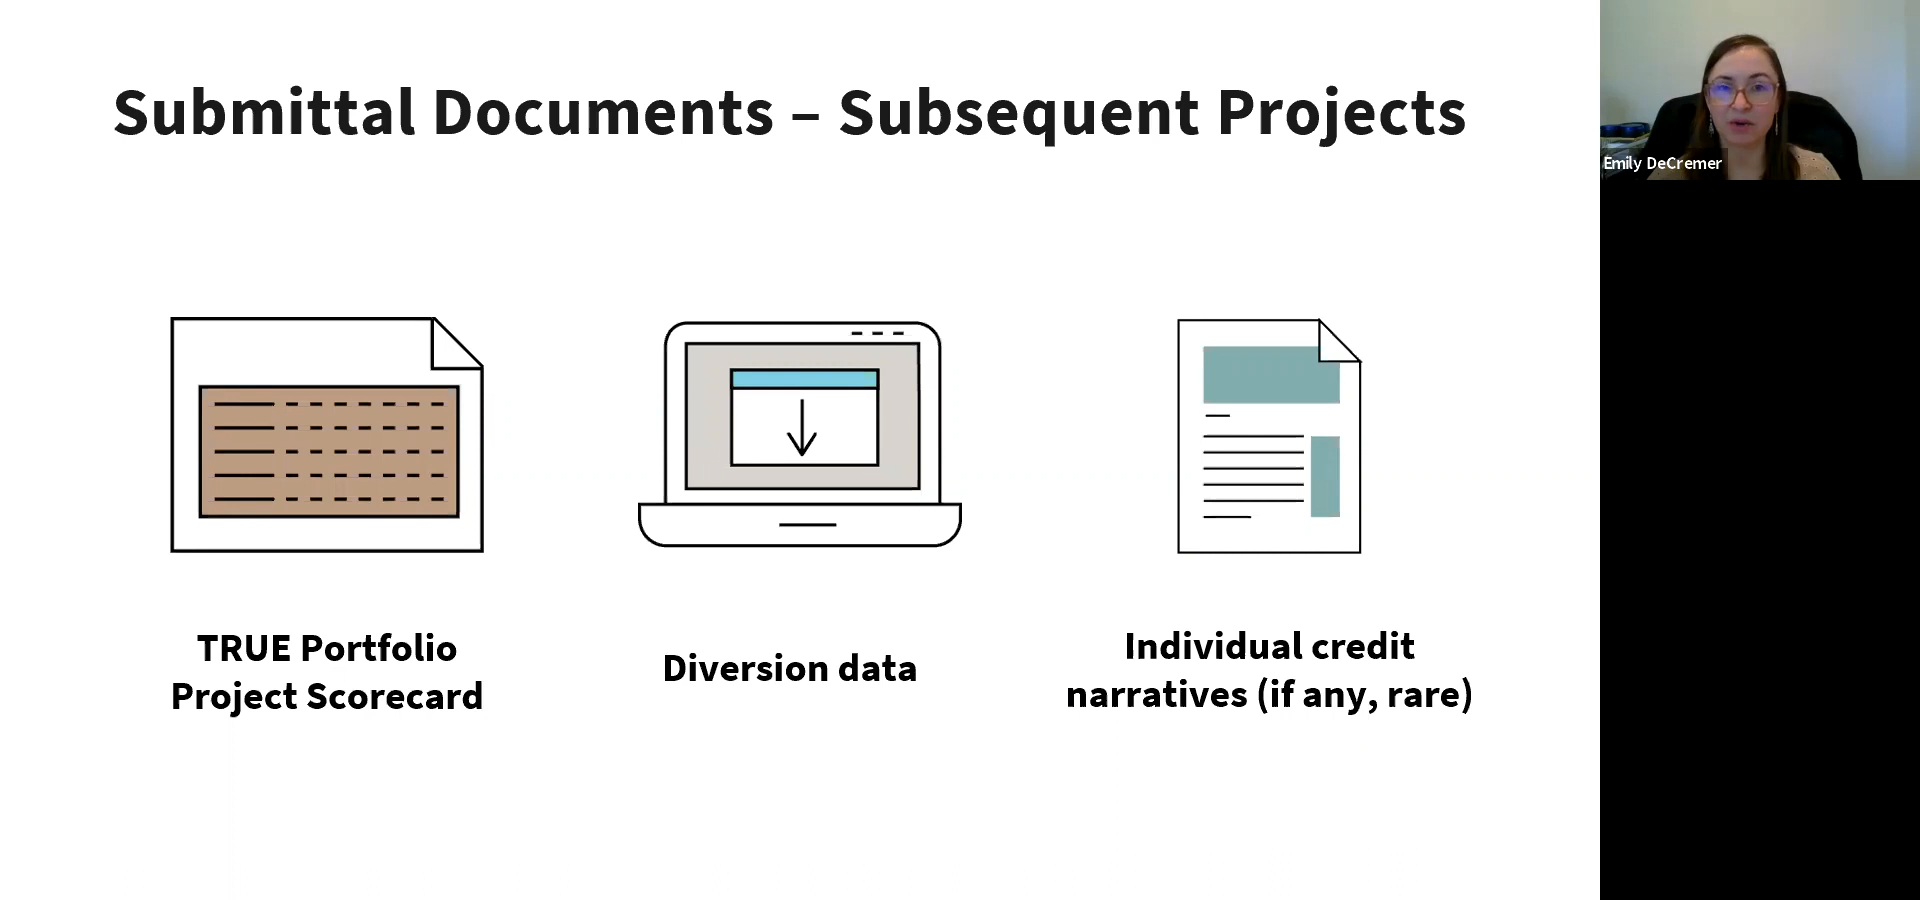 Submittal Documents – Subsequent Projects
Emily DeCremer
TRUE Portfolio
Project Scorecard
Diversion data
Individual credit
narratives (if any, rare)